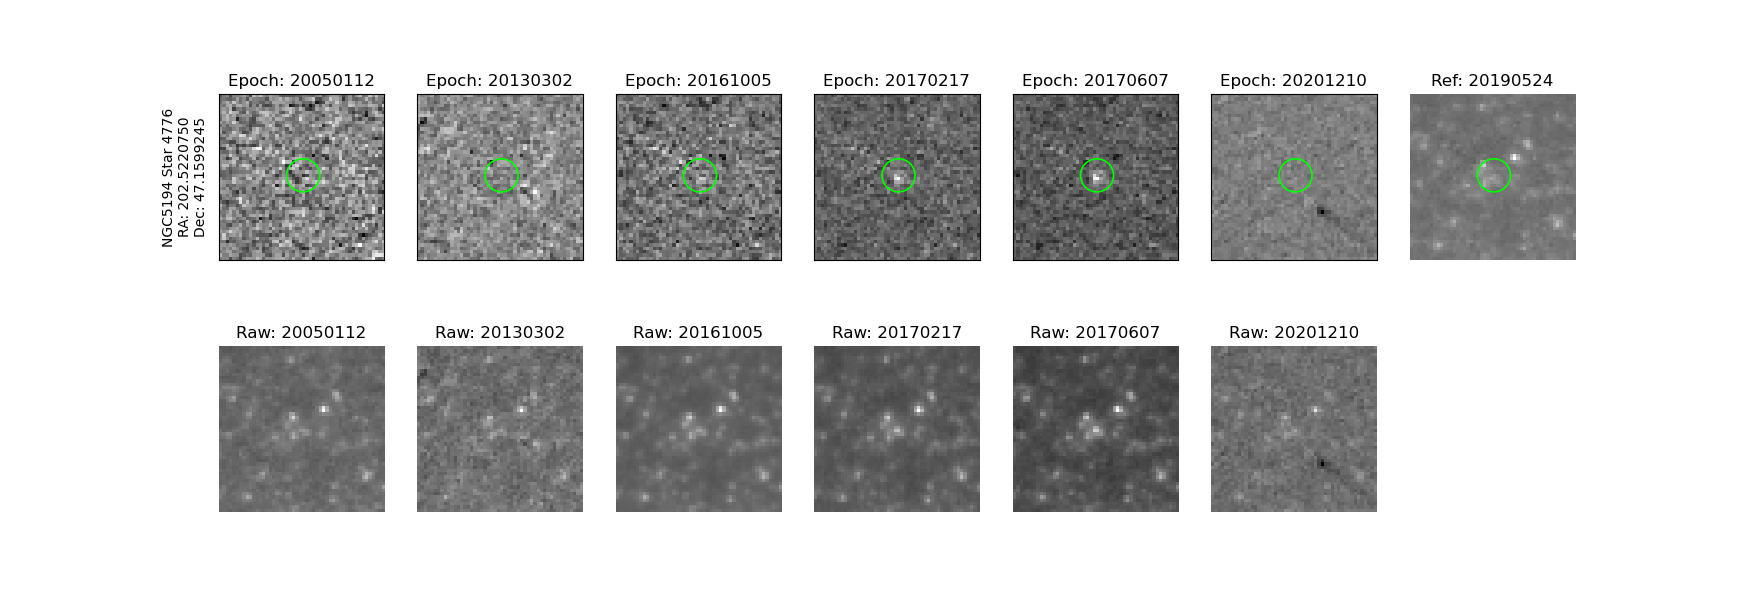 Epoch: 20050112
Epoch: 20130302
Epoch: 20161005
Epoch: 20170217
Epoch: 20170607
Epoch: 20201210
Ref: 20190524
NGC5194 Star 4776
RA: 202.5220750
Dec: 47.1599245
Raw: 20050112
Raw: 20130302
Raw: 20161005
Raw: 20170217
Raw: 20170607
Raw: 20201210